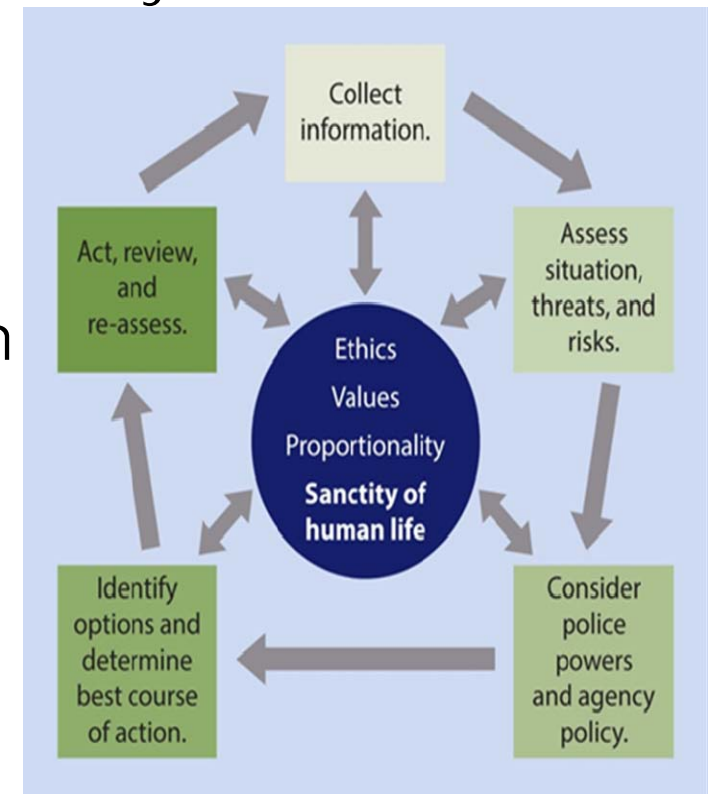 g
Collect
information.
Assess
situation,
threats, and
risks.
Consider
police
powers
and agency
policy.
Identify
options and
determine
best course
of action.
Act, review,
and
re-assess.
n
Ethics
Values
Proportionality
Sanctity of
human life